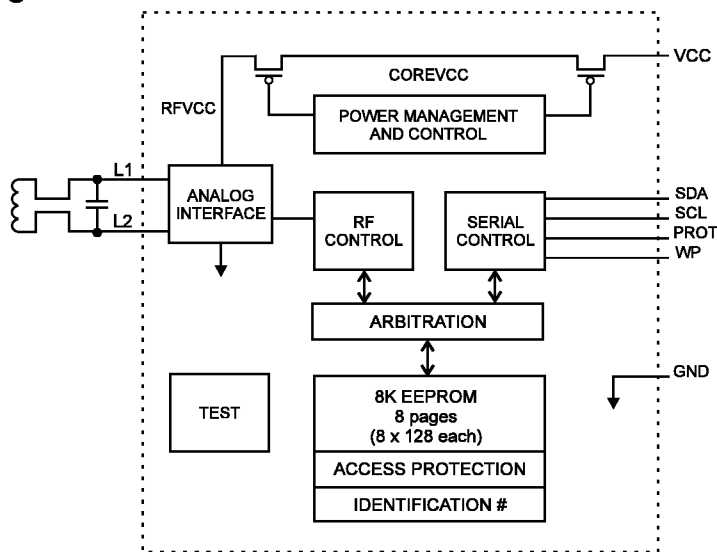 VCC
COREVCC
RFVCC
POWER MANAGEMENT
AND CONTROL
L1
L2
ANALOG
INTERFACE
RF
CONTROL
SERIAL
CONTROL
SDA
SCL
PROT
WP
ARBITRATION
GND
TEST
8K EEPROM
8 pages
(8 x 128 each)
ACCESS PROTECTION
IDENTIFICATION #